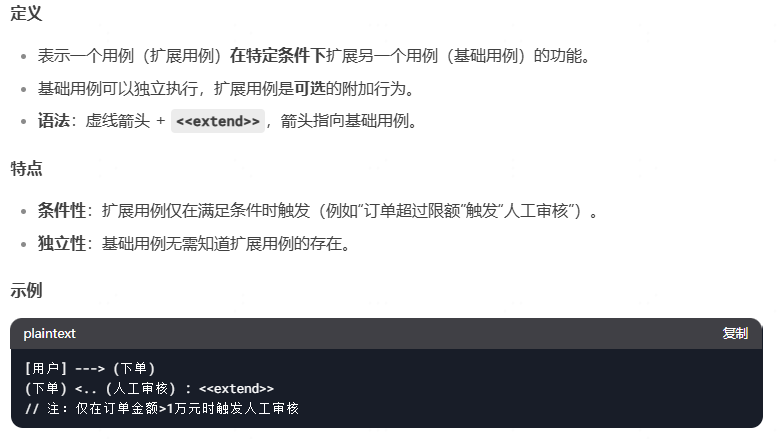 定义
表示一个用例（扩展用例）在特定条件下扩展另一个用例（基础用例）的功能。
基础用例可以独立执行，扩展用例是可选的附加行为。
语法：虚线箭头 + <<extend>>，箭头指向基础用例。
特点
条件性：扩展用例仅在满足条件时触发（例如"订单超过限额"触发"人工审核"）。
独立性：基础用例无需知道扩展用例的存在。
示例
plaintext 复制
[用户] ---> (下单)
(下单) <.. (人工审核) : <<extend>>
// 注：仅在订单金额>1万元时触发人工审核